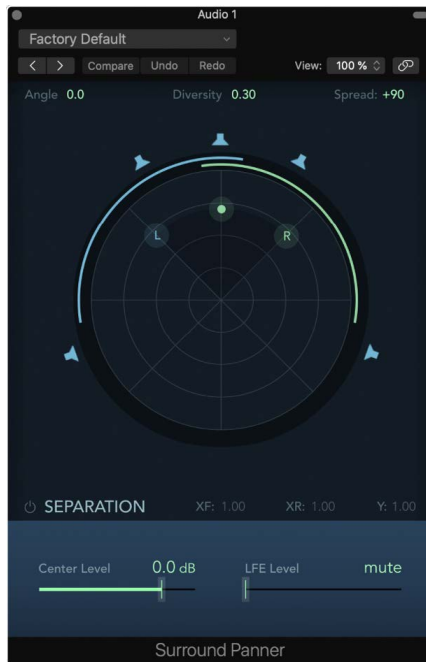 Audio 1
Factory Default
Compare Undo Redo View: 100 %
Angle 0.0 Diversity 0.30 Spread: +90
L R
SEPARATION XF: 1.00 XR: 1.00 Y: 1.00
Center Level 0.0 dB LFE Level mute
Surround Panner